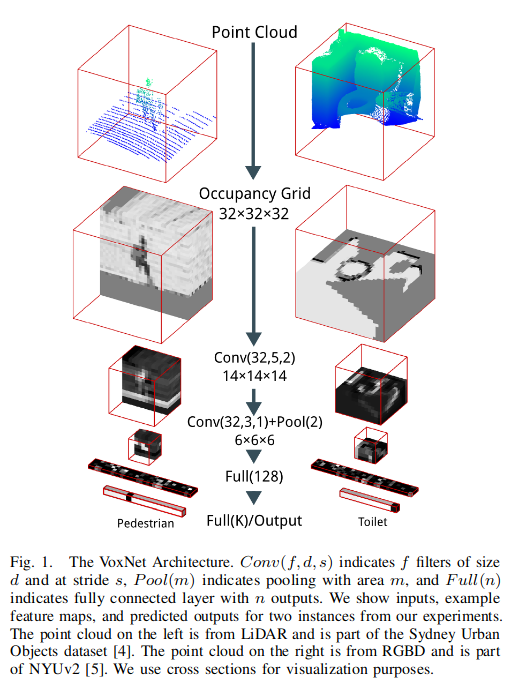 Point Cloud
Occupancy Grid
32×32×32
Conv(32,5,2)
14×14×14
Conv(32,3,1)+Pool(2)
6×6×6
Full(128)
Pedestrian
Full(K)/Output
Toilet
Fig. 1. The VoxNet Architecture. Conv(f, d, s) indicates f filters of size
d and at stride s, Pool(m) indicates pooling with area m, and Full(n)
indicates fully connected layer with n outputs. We show inputs, example
feature maps, and predicted outputs for two instances from our experiments.
The point cloud on the left is from LiDAR and is part of the Sydney Urban
Objects dataset [4]. The point cloud on the right is from RGBD and is part
of NYUv2 [5]. We use cross sections for visualization purposes.